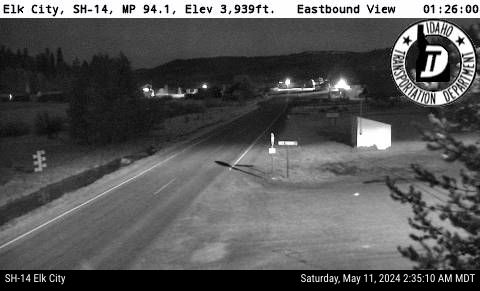 Elk City, SH-14, MP 94.1, Elev 3,939ft. Eastbound View 01:26:00
IDAHO
TRANSPORTATION DEPARTMENT
SH-14 Elk City Saturday, May 11, 2024 2:35:10 AM MDT